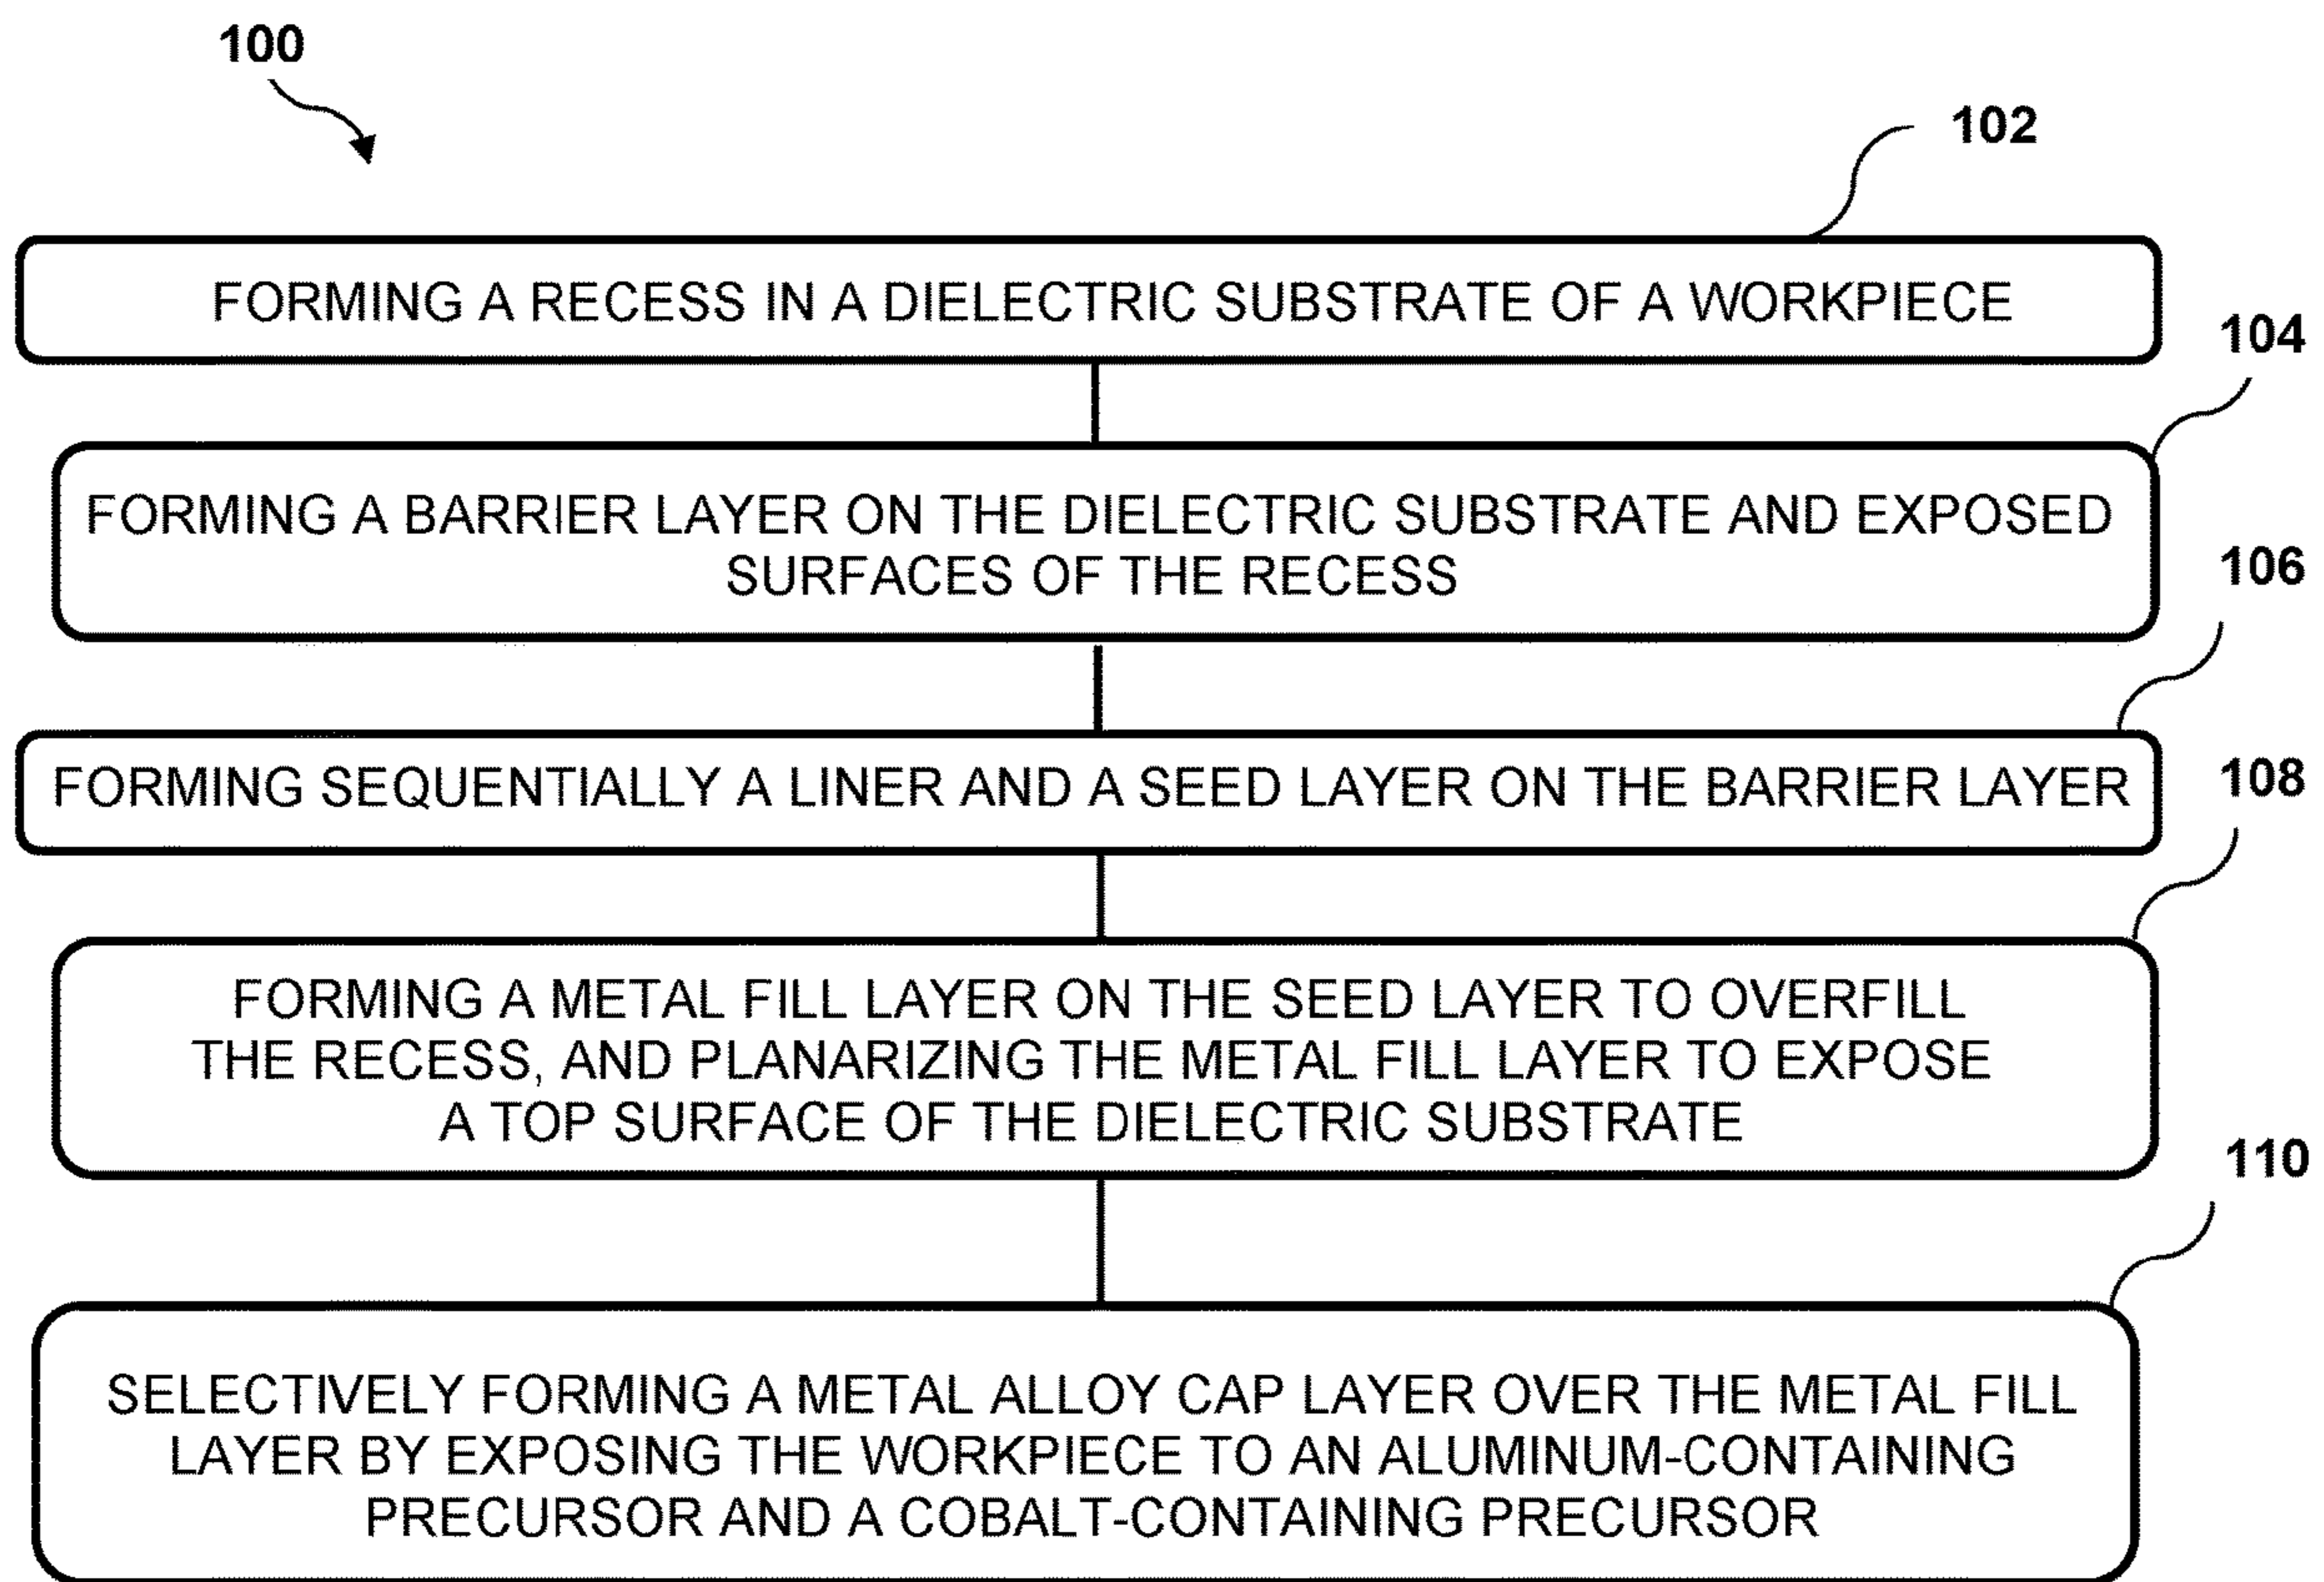 100
102
FORMING A RECESS IN A DIELECTRIC SUBSTRATE OF A WORKPIECE
104
FORMING A BARRIER LAYER ON THE DIELECTRIC SUBSTRATE AND EXPOSED
SURFACES OF THE RECESS
106
FORMING SEQUENTIALLY A LINER AND A SEED LAYER ON THE BARRIER LAYER
108
FORMING A METAL FILL LAYER ON THE SEED LAYER TO OVERFILL
THE RECESS, AND PLANARIZING THE METAL FILL LAYER TO EXPOSE
A TOP SURFACE OF THE DIELECTRIC SUBSTRATE
110
SELECTIVELY FORMING A METAL ALLOY CAP LAYER OVER THE METAL FILL
LAYER BY EXPOSING THE WORKPIECE TO AN ALUMINUM-CONTAINING
PRECURSOR AND A COBALT-CONTAINING PRECURSOR